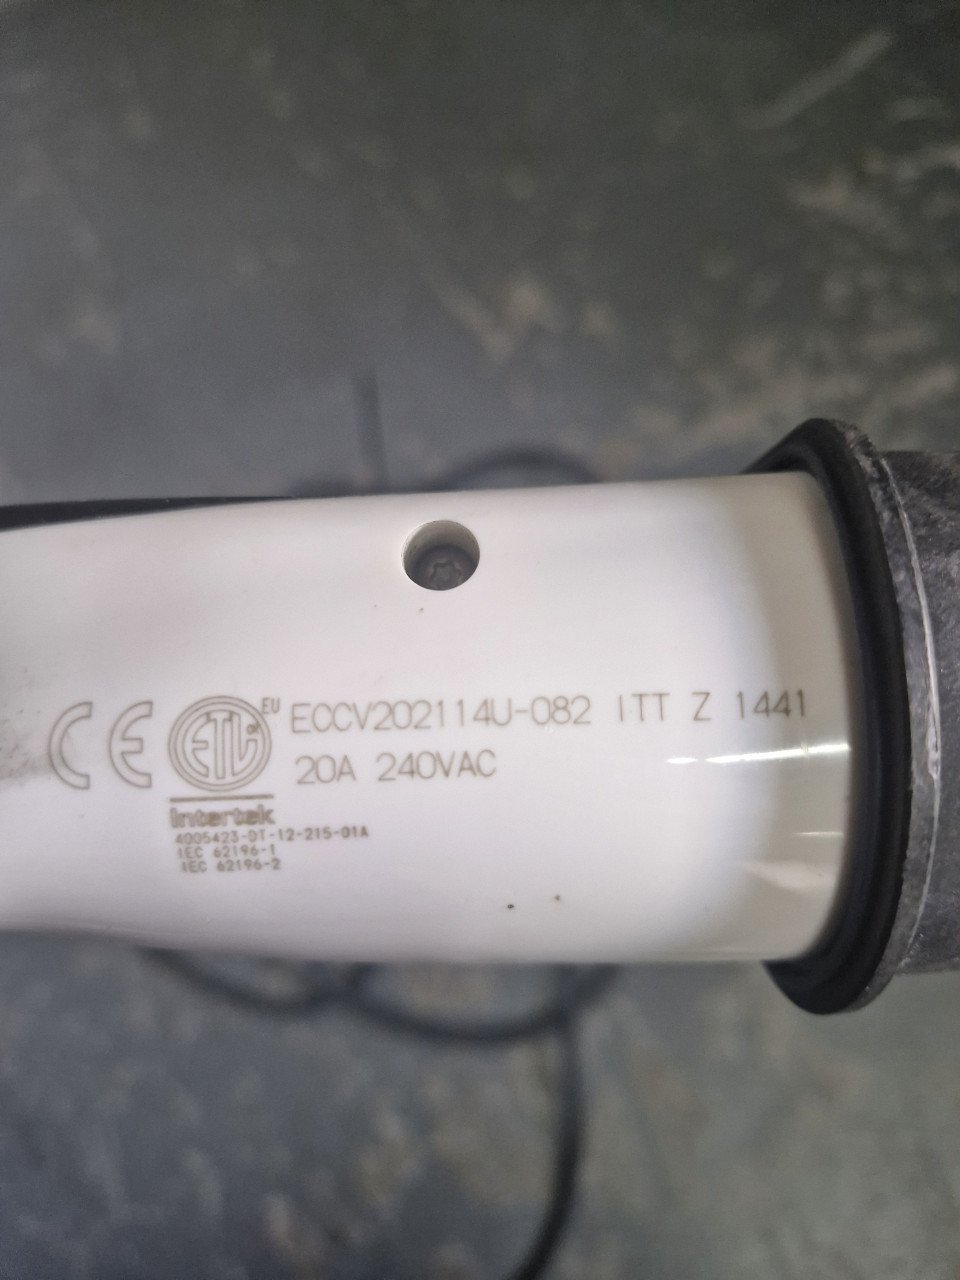 CE ETL EU ECCV202114U-082 ITT Z 1441
20A 240VAC
Intertek
4005423-DT-12-215-01A
IEC 62196-1
IEC 62196-2